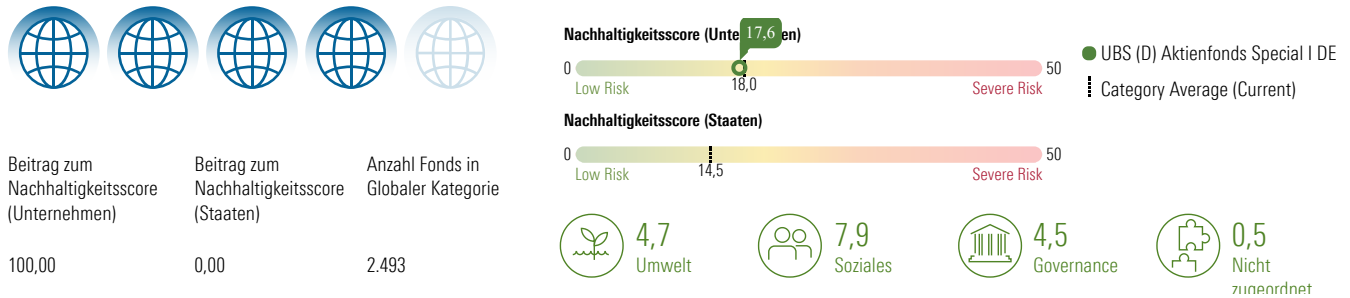 Nachhaltigkeitsscore (Unte en)
17,6
0
50
18,0
Low Risk
Severe Risk
UBS (D) Aktienfonds Special I DE
Category Average (Current)
Nachhaltigkeitsscore (Staaten)
0
50
14,5
Low Risk
Severe Risk
Beitrag zum
Nachhaltigkeitsscore
(Unternehmen)
100,00
Beitrag zum
Nachhaltigkeitsscore
(Staaten)
0,00
Anzahl Fonds in
Globaler Kategorie
2.493
4,7
Umwelt
7,9
Soziales
4,5
Governance
0,5
Nicht
zugeordnet